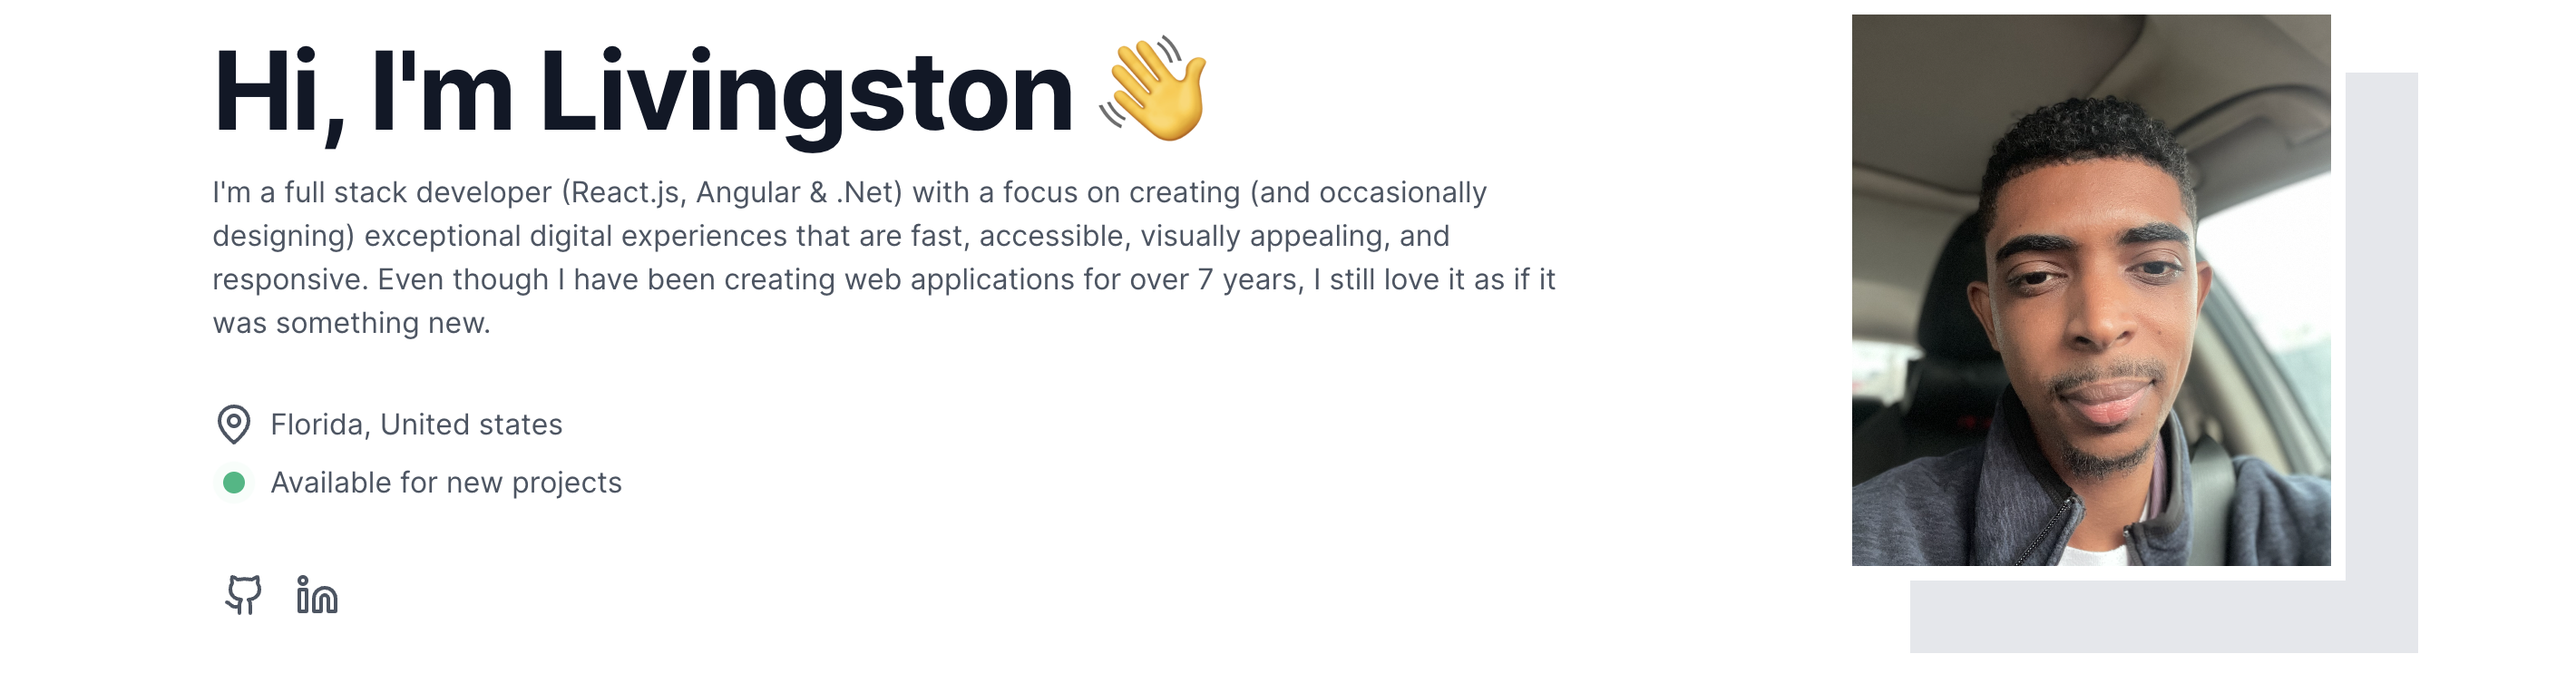 Hi, I'm Livingston 👋
I'm a full stack developer (React.js, Angular & .Net) with a focus on creating (and occasionally
designing) exceptional digital experiences that are fast, accessible, visually appealing, and
responsive. Even though I have been creating web applications for over 7 years, I still love it as if it
was something new.
Florida, United states
Available for new projects
in